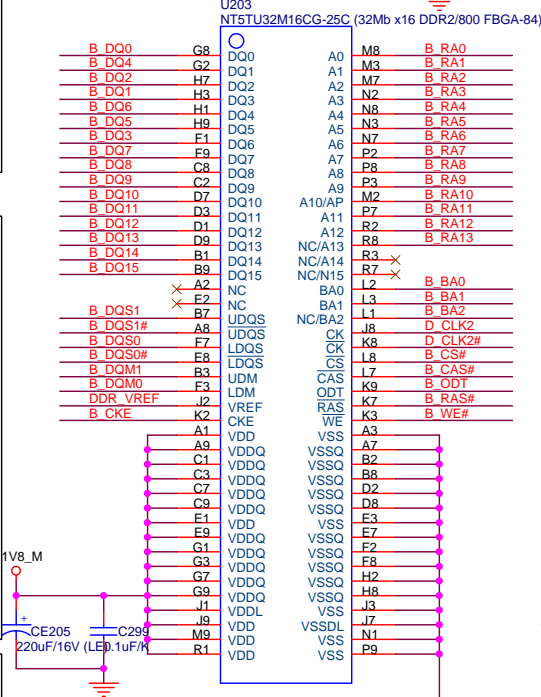 U203
NT5TU32M16CG-25C (32Mb x16 DDR2/800 FBGA-84)
B_DQ0 G8 DQ0 A0 M8 B_RA0
B_DQ4 G2 DQ1 A1 M3 B_RA1
B_DQ2 H7 DQ2 A2 M7 B_RA2
B_DQ1 H3 DQ3 A3 N2 B_RA3
B_DQ6 H1 DQ4 A4 N8 B_RA4
B_DQ5 H9 DQ5 A5 N3 B_RA5
B_DQ3 F1 DQ6 A6 N7 B_RA6
B_DQ7 F9 DQ7 A7 P2 B_RA7
B_DQ8 C8 DQ8 A8 P8 B_RA8
B_DQ9 C2 DQ9 A9 P3 B_RA9
B_DQ10 D7 DQ10 A10/AP M2 B_RA10
B_DQ11 D3 DQ11 A11 P7 B_RA11
B_DQ12 D1 DQ12 A12 R2 B_RA12
B_DQ13 D9 DQ13 NC/A13 R8 B_RA13
B_DQ14 B1 DQ14 NC/A14 R3
B_DQ15 B9 DQ15 NC/N15 R7
A2 NC BA0 L2 B_BA0
E2 NC BA1 L3 B_BA1
B_DQS1 B7 UDQS NC/BA2 L1 B_BA2
B_DQS1# A8 UDQS CK J8 D_CLK2
B_DQS0 F7 LDQS CK K8 D_CLK2#
B_DQS0# E8 LDQS CS L8 B_CS#
B_DQM1 B3 UDM CAS L7 B_CAS#
B_DQM0 F3 LDM ODT K9 B_ODT
DDR_VREF J2 VREF RAS K7 B_RAS#
B_CKE K2 CKE WE K3 B_WE#
A1 VDD VSS A3
A9 VDDQ VSSQ A7
C1 VDDQ VSSQ B2
C3 VDDQ VSSQ B8
C7 VDDQ VSSQ D2
C9 VDDQ VSSQ D8
E1 VDD VSS E3
E9 VDDQ VSSQ E7
G1 VDDQ VSSQ F2
1V8_M G3 VDDQ VSSQ F8
G7 VDDQ VSSQ H2
G9 VDDQ VSSQ H8
J1 VDDL VSS J3
+ CE205 C299 J9 VDD VSSDL J7
220uF/16V (LE 0.1uF/K M9 VDD VSS N1
R1 VDD VSS P9